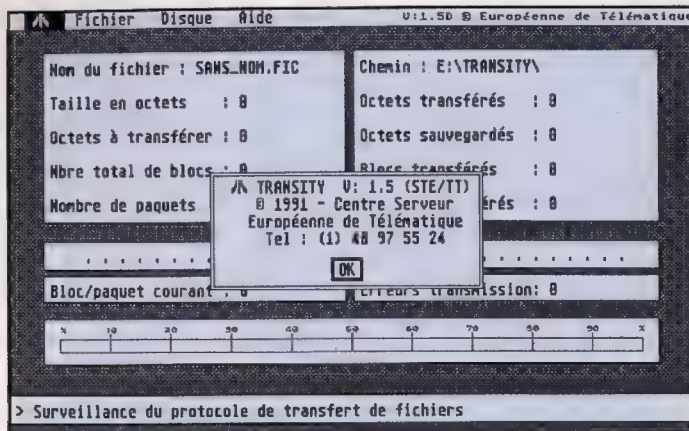 Fichier Disque Aide V:1.5D © Européenne de Télématique
Nom du fichier : SANS_NOM.FIC
Taille en octets : 0
Octets à transférer : 0
Nbre total de blocs : 0
Nombre de paquets
Chemin : E:\TRANSITY\
Octets transférés : 0
Octets sauvegardés : 0
Blocs transférés : 0
: 0
TRANSITY V: 1.5 (STE/TT)
© 1991 - Centre Serveur
Européenne de Télématique
Tel : (1) 48 97 55 24
OK
Bloc/paquet courant : 0
Erreurs transmission: 0
% 10 20 30 40 50 60 70 80 90 %
> Surveillance du protocole de transfert de fichiers